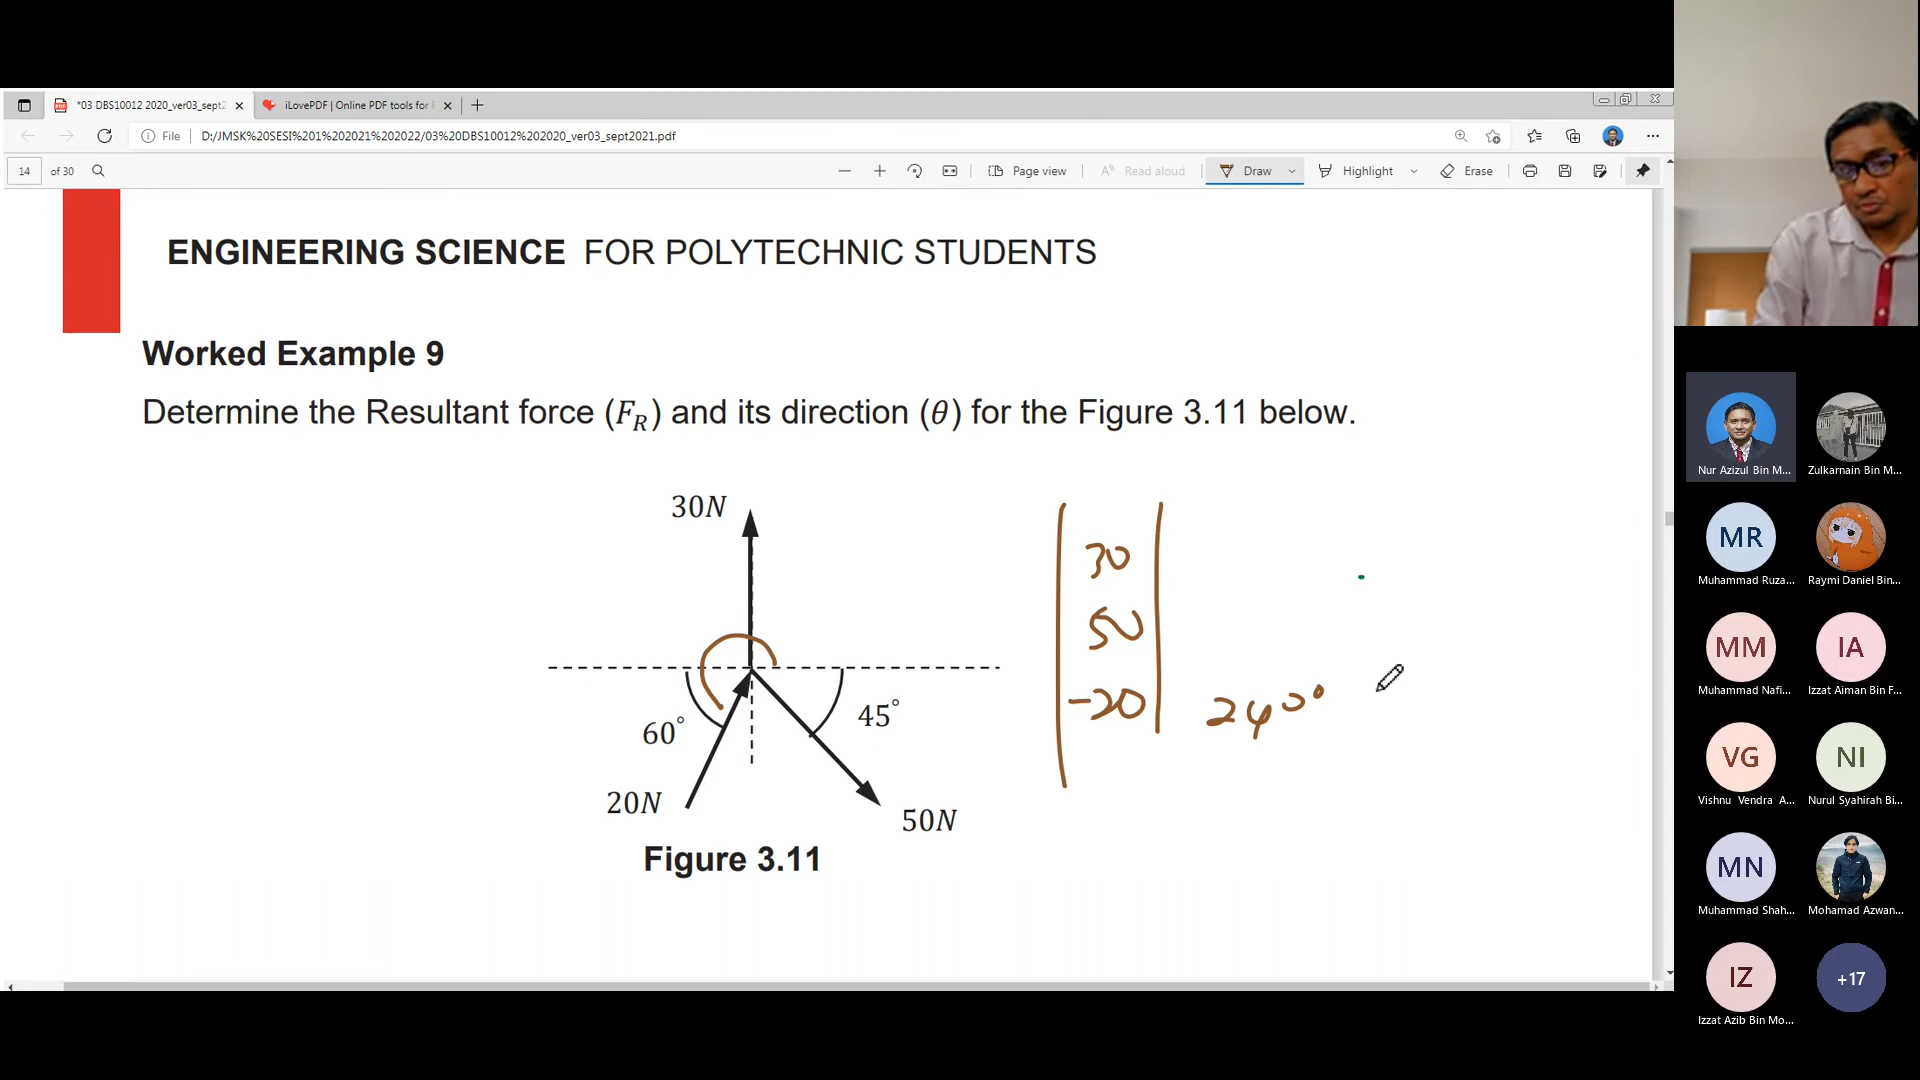 *03 DBS10012 2020_ver03_sept2
iLovePDF | Online PDF tools for
File
D:/JMSK%20SESI%201%202021%202022/03%20DBS10012%202020_ver03_sept2021.pdf
14 of 30
Page view
Read aloud
Draw
Highlight
Erase
ENGINEERING SCIENCE FOR POLYTECHNIC STUDENTS
Worked Example 9
Determine the Resultant force (F_R) and its direction (θ) for the Figure 3.11 below.
30N
60°
45°
20N
50N
Figure 3.11
30
50
-20
240°
Nur Azizul Bin M...
Zulkarnain Bin M...
MR
Muhammad Ruza...
Raymi Daniel Bin...
MM
Muhammad Nafi...
IA
Izzat Aiman Bin F...
VG
Vishnu Vendra A...
NI
Nurul Syahirah Bi...
MN
Muhammad Shah...
Mohamad Azwan...
IZ
Izzat Azib Bin Mo...
+17